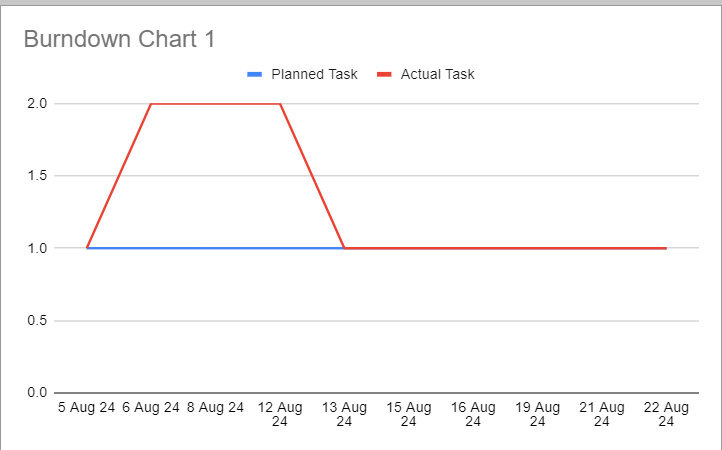 Burndown Chart 1
Planned Task Actual Task
2.0
1.5
1.0
0.5
0.0
5 Aug 24 6 Aug 24 8 Aug 24 12 Aug 13 Aug 15 Aug 16 Aug 19 Aug 21 Aug 22 Aug
24 24 24 24 24 24 24